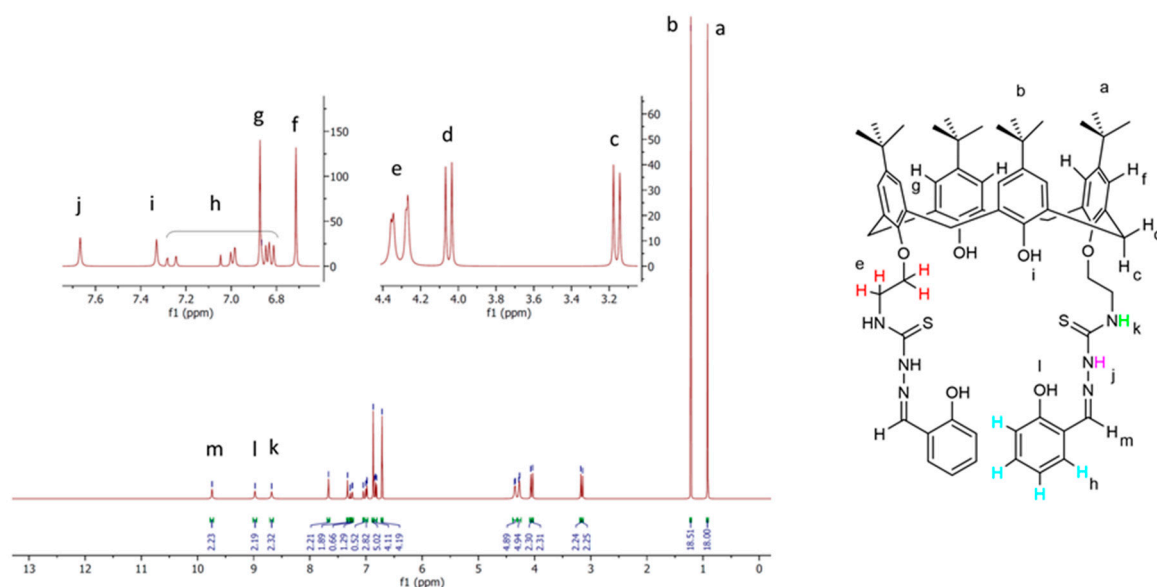 b
a
g
f
j
i
h
150
100
50
0
7.6
7.4
7.2
7.0
6.8
f1 (ppm)
e
d
c
60
50
40
30
20
10
0
4.4
4.2
4.0
3.8
3.6
3.4
3.2
f1 (ppm)
m
l
k
2.23
2.19
2.32
2.21
1.89
0.66
1.29
0.52
2.82
5.02
4.11
4.19
4.89
4.94
2.30
2.31
2.24
2.25
18.51
18.00
13
12
11
10
9
8
7
6
5
4
3
2
1
0
f1 (ppm)
b
a
H
H
H
H
g
f
OH
OH
O
O
i
H
d
H
c
e
H
H
H
H
HN
S
S
NH
k
NH
NH
j
N
N
l
OH
OH
H
H
m
H
H
H
H
h